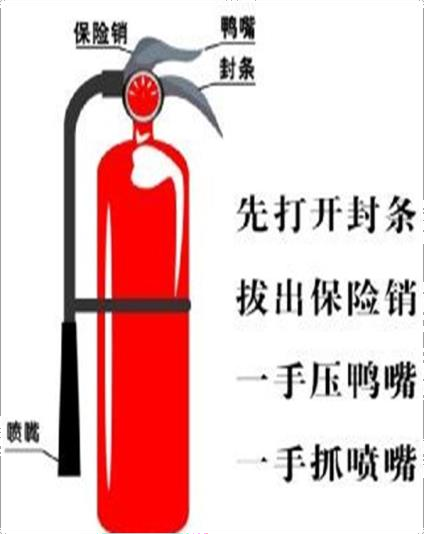 保险销
鸭嘴
封条
先打开封条
拔出保险销
一手压鸭嘴
一手抓喷嘴
喷嘴